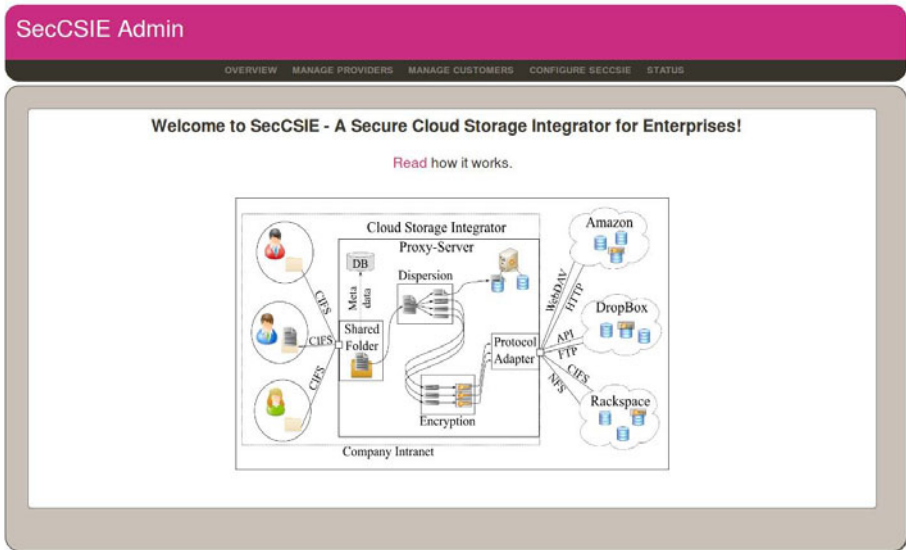 SecCSIE Admin
OVERVIEW MANAGE PROVIDERS MANAGE CUSTOMERS CONFIGURE SECCSIE STATUS
Welcome to SecCSIE - A Secure Cloud Storage Integrator for Enterprises!
Read how it works.
Cloud Storage Integrator
Proxy-Server
DB
Meta
data
Dispersion
Shared
Folder
CIFS
CIFS
CIFS
Encryption
Protocol
Adapter
Company Intranet
WebDAV
HTTP
API
FTP
CIFS
NFS
Amazon
DropBox
Rackspace